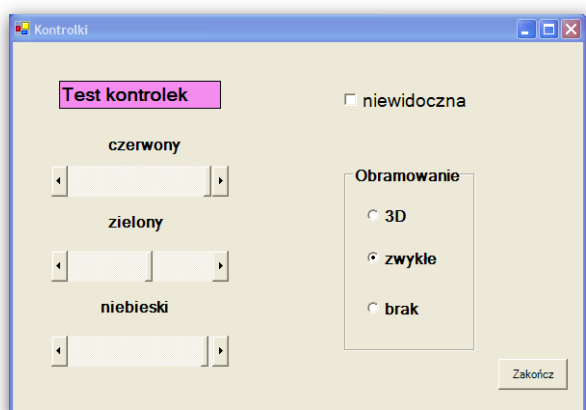 Kontrolki
Test kontrolek
niewidoczna
czerwony
zielony
niebieski
Obramowanie
3D
zwykłe
brak
Zakończ